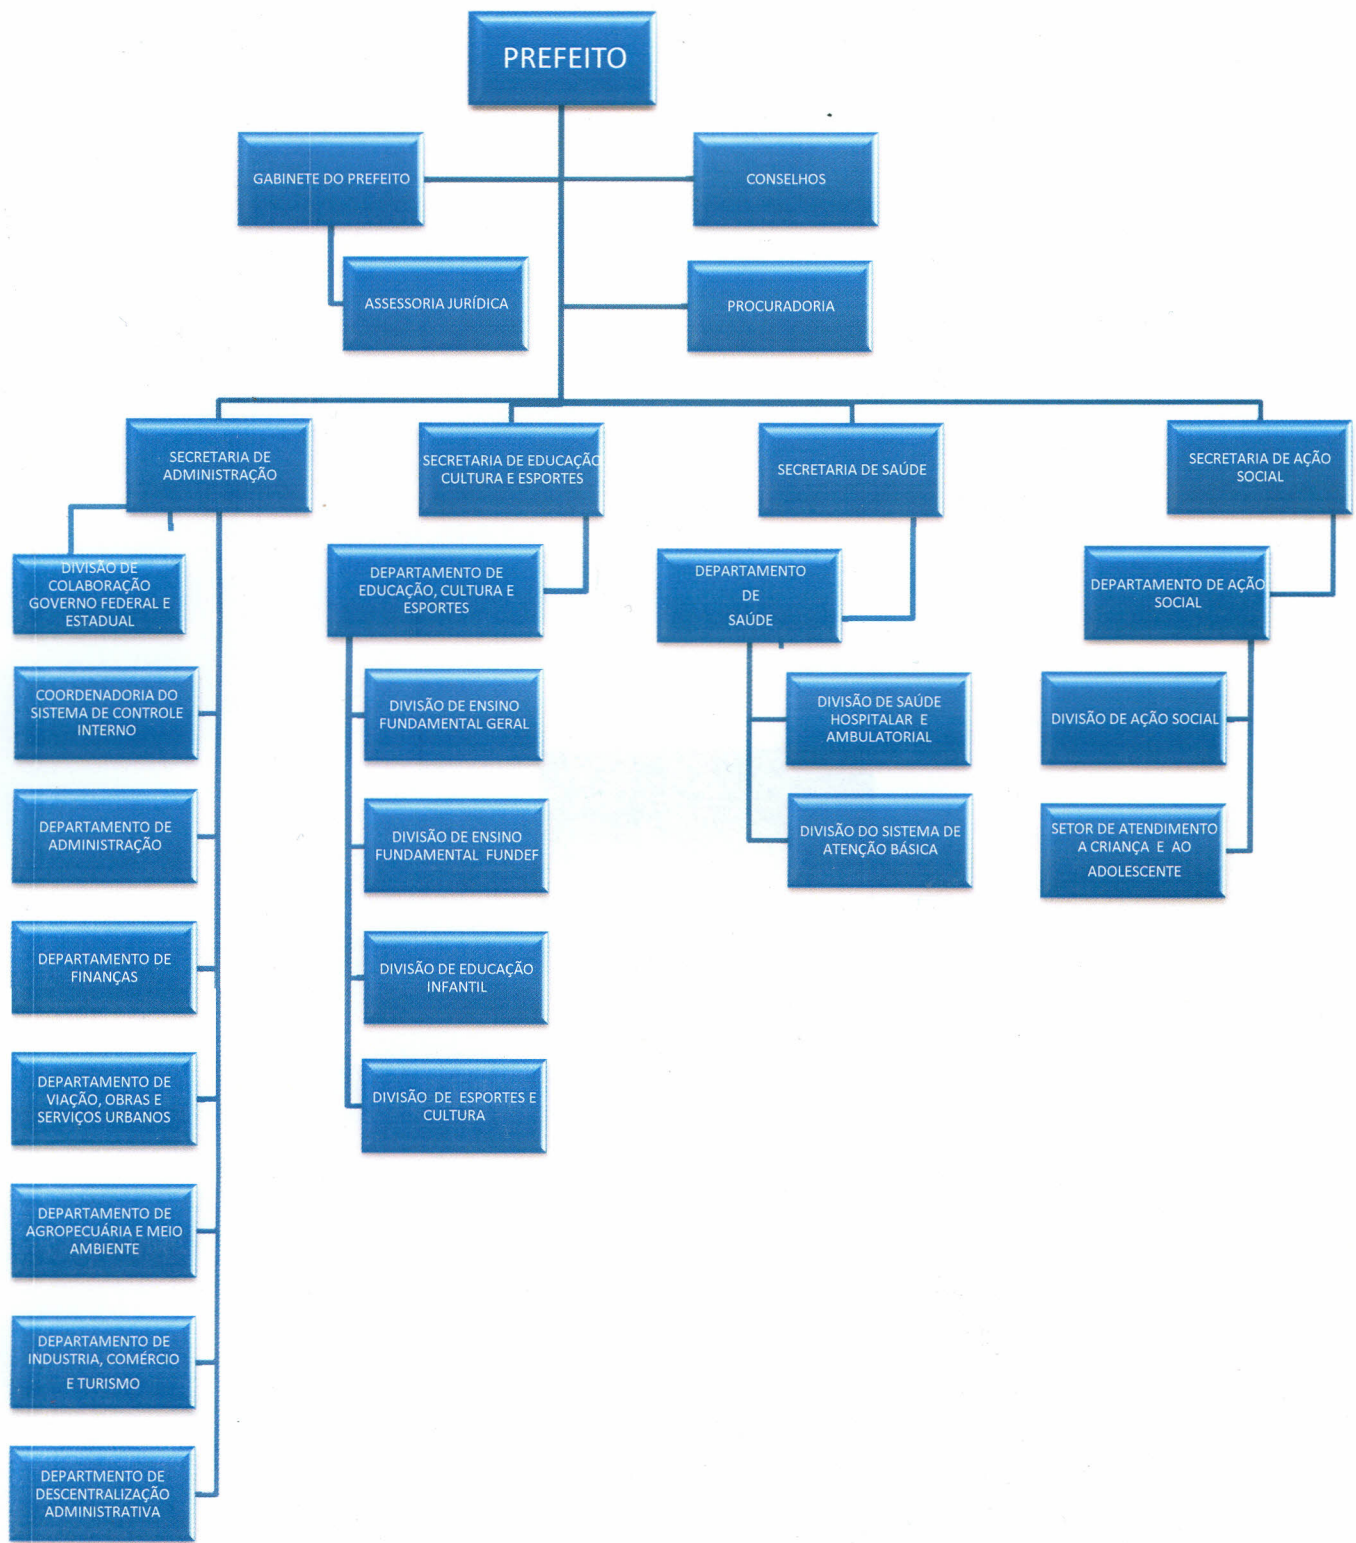 PREFEITO
GABINETE DO PREFEITO
CONSELHOS
ASSESSORIA JURÍDICA
PROCURADORIA
SECRETARIA DE
ADMINISTRAÇÃO
SECRETARIA DE EDUCAÇÃO
CULTURA E ESPORTES
SECRETARIA DE SAÚDE
SECRETARIA DE AÇÃO
SOCIAL
DIVISÃO DE
COLABORAÇÃO
GOVERNO FEDERAL E
ESTADUAL
COORDENADORIA DO
SISTEMA DE CONTROLE
INTERNO
DEPARTAMENTO DE
ADMINISTRAÇÃO
DEPARTAMENTO DE
FINANÇAS
DEPARTAMENTO DE
VIAÇÃO, OBRAS E
SERVIÇOS URBANOS
DEPARTAMENTO DE
AGROPECUÁRIA E MEIO
AMBIENTE
DEPARTAMENTO DE
INDUSTRIA, COMÉRCIO
E TURISMO
DEPARTMENTO DE
DESCENTRALIZAÇÃO
ADMINISTRATIVA
DEPARTAMENTO DE
EDUCAÇÃO, CULTURA E
ESPORTES
DIVISÃO DE ENSINO
FUNDAMENTAL GERAL
DIVISÃO DE ENSINO
FUNDAMENTAL FUNDEF
DIVISÃO DE EDUCAÇÃO
INFANTIL
DIVISÃO DE ESPORTES E
CULTURA
DEPARTAMENTO
DE
SAÚDE
DIVISÃO DE SAÚDE
HOSPITALAR E
AMBULATORIAL
DIVISÃO DO SISTEMA DE
ATENÇÃO BÁSICA
DEPARTAMENTO DE AÇÃO
SOCIAL
DIVISÃO DE AÇÃO SOCIAL
SETOR DE ATENDIMENTO
A CRIANÇA E AO
ADOLESCENTE